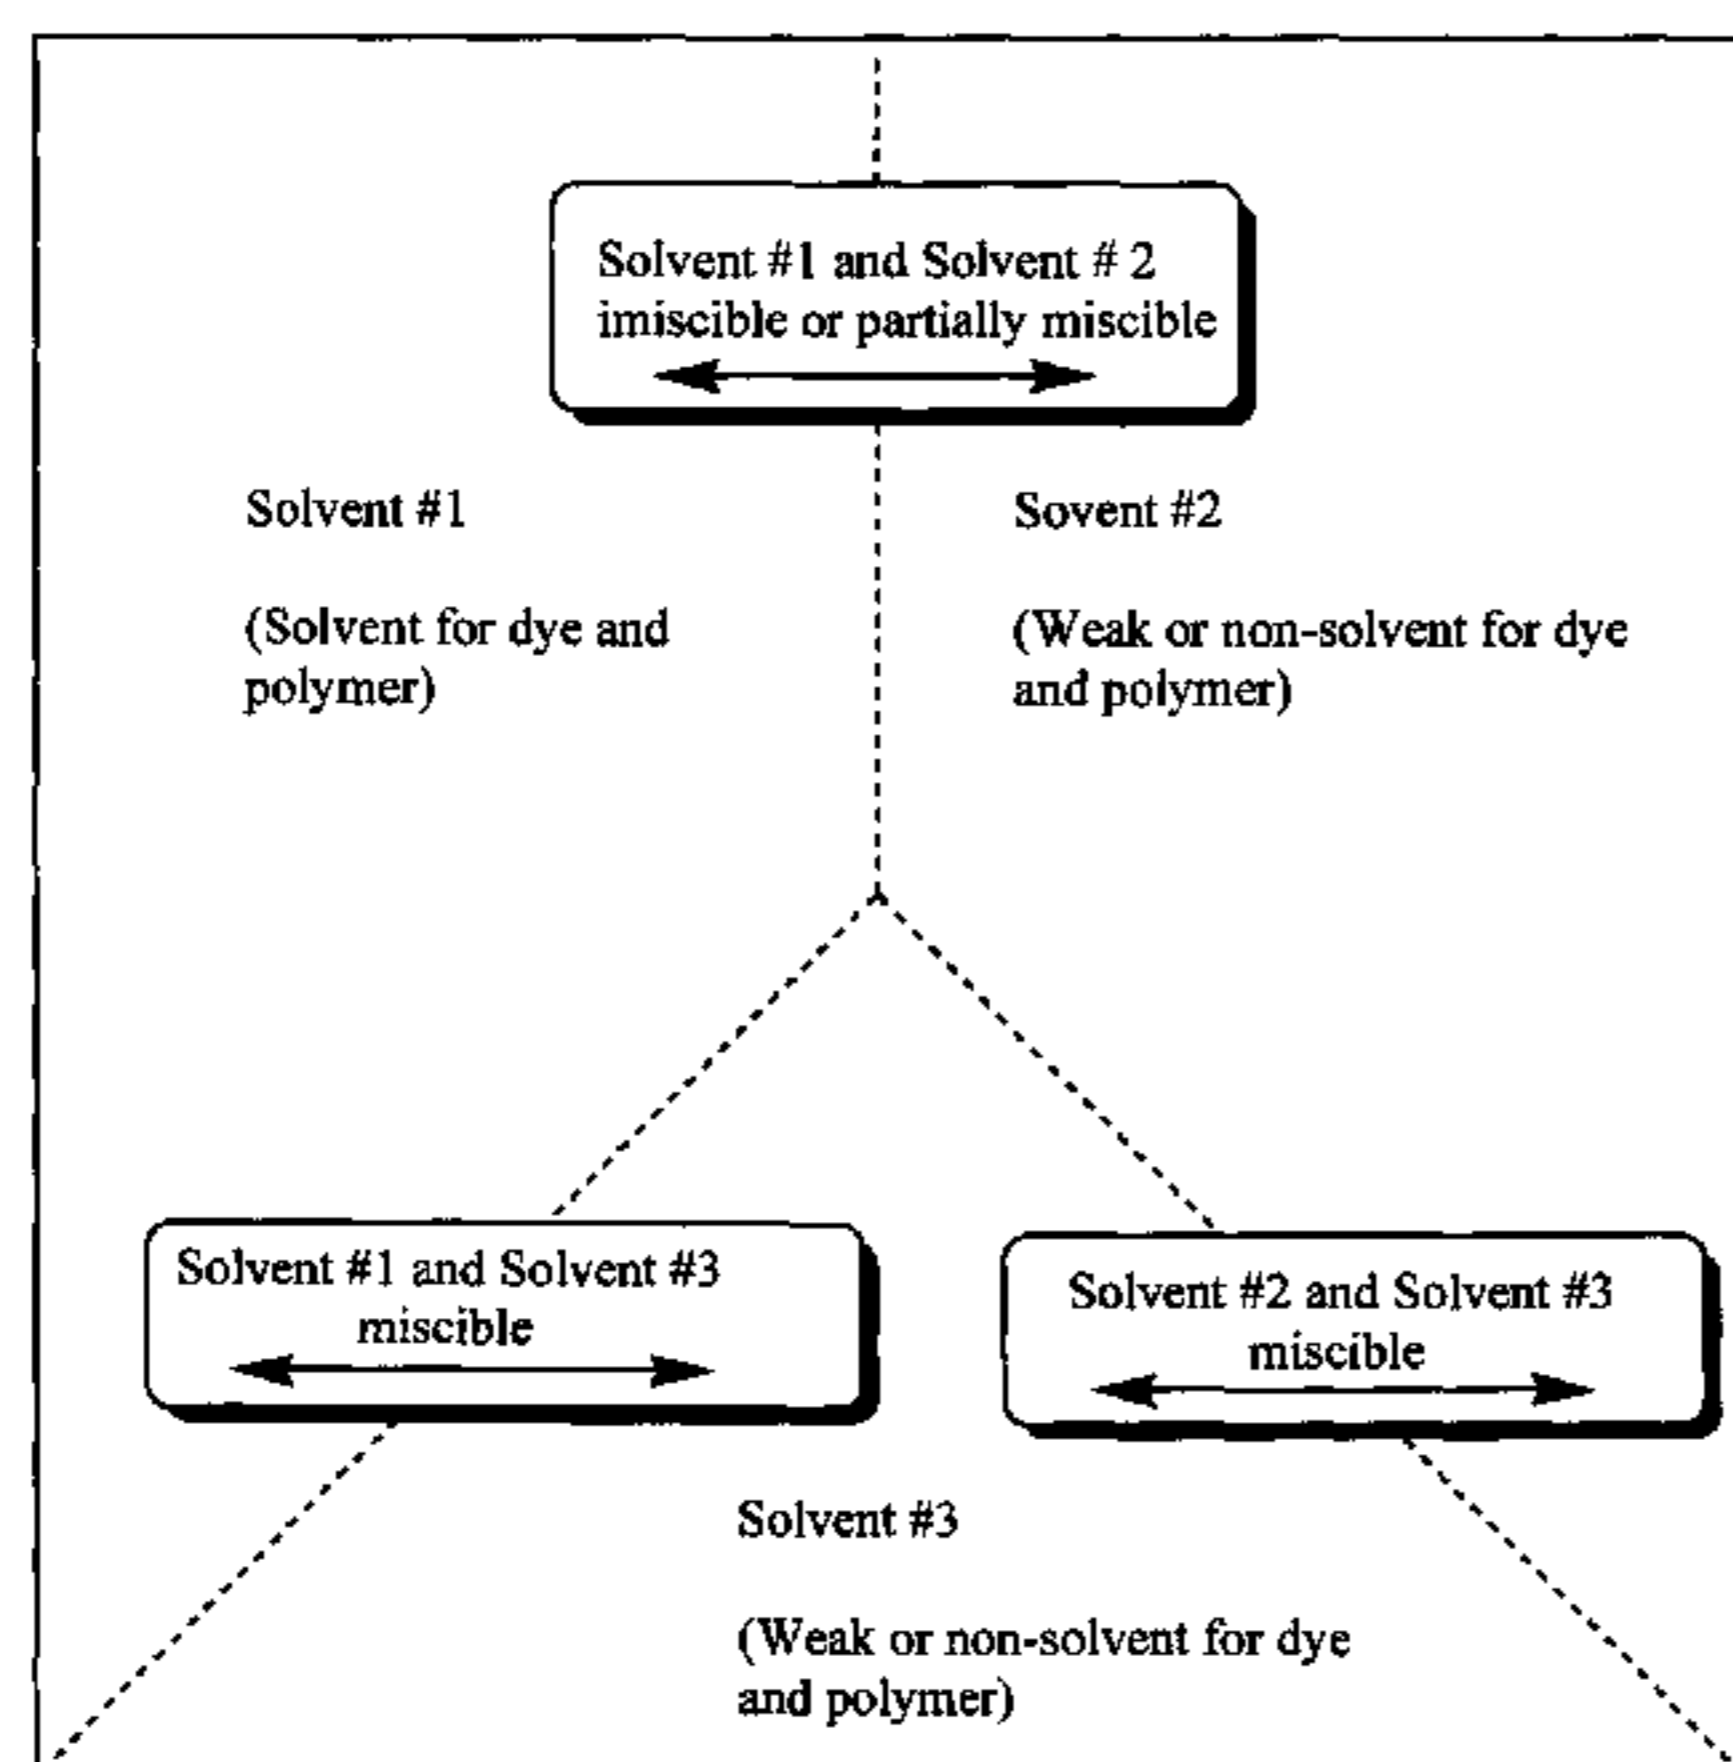 Solvent #1 and Solvent # 2
imiscible or partially miscible
Solvent #1
(Solvent for dye and
polymer)
Sovent #2
(Weak or non-solvent for dye
and polymer)
Solvent #1 and Solvent #3
miscible
Solvent #2 and Solvent #3
miscible
Solvent #3
(Weak or non-solvent for dye
and polymer)